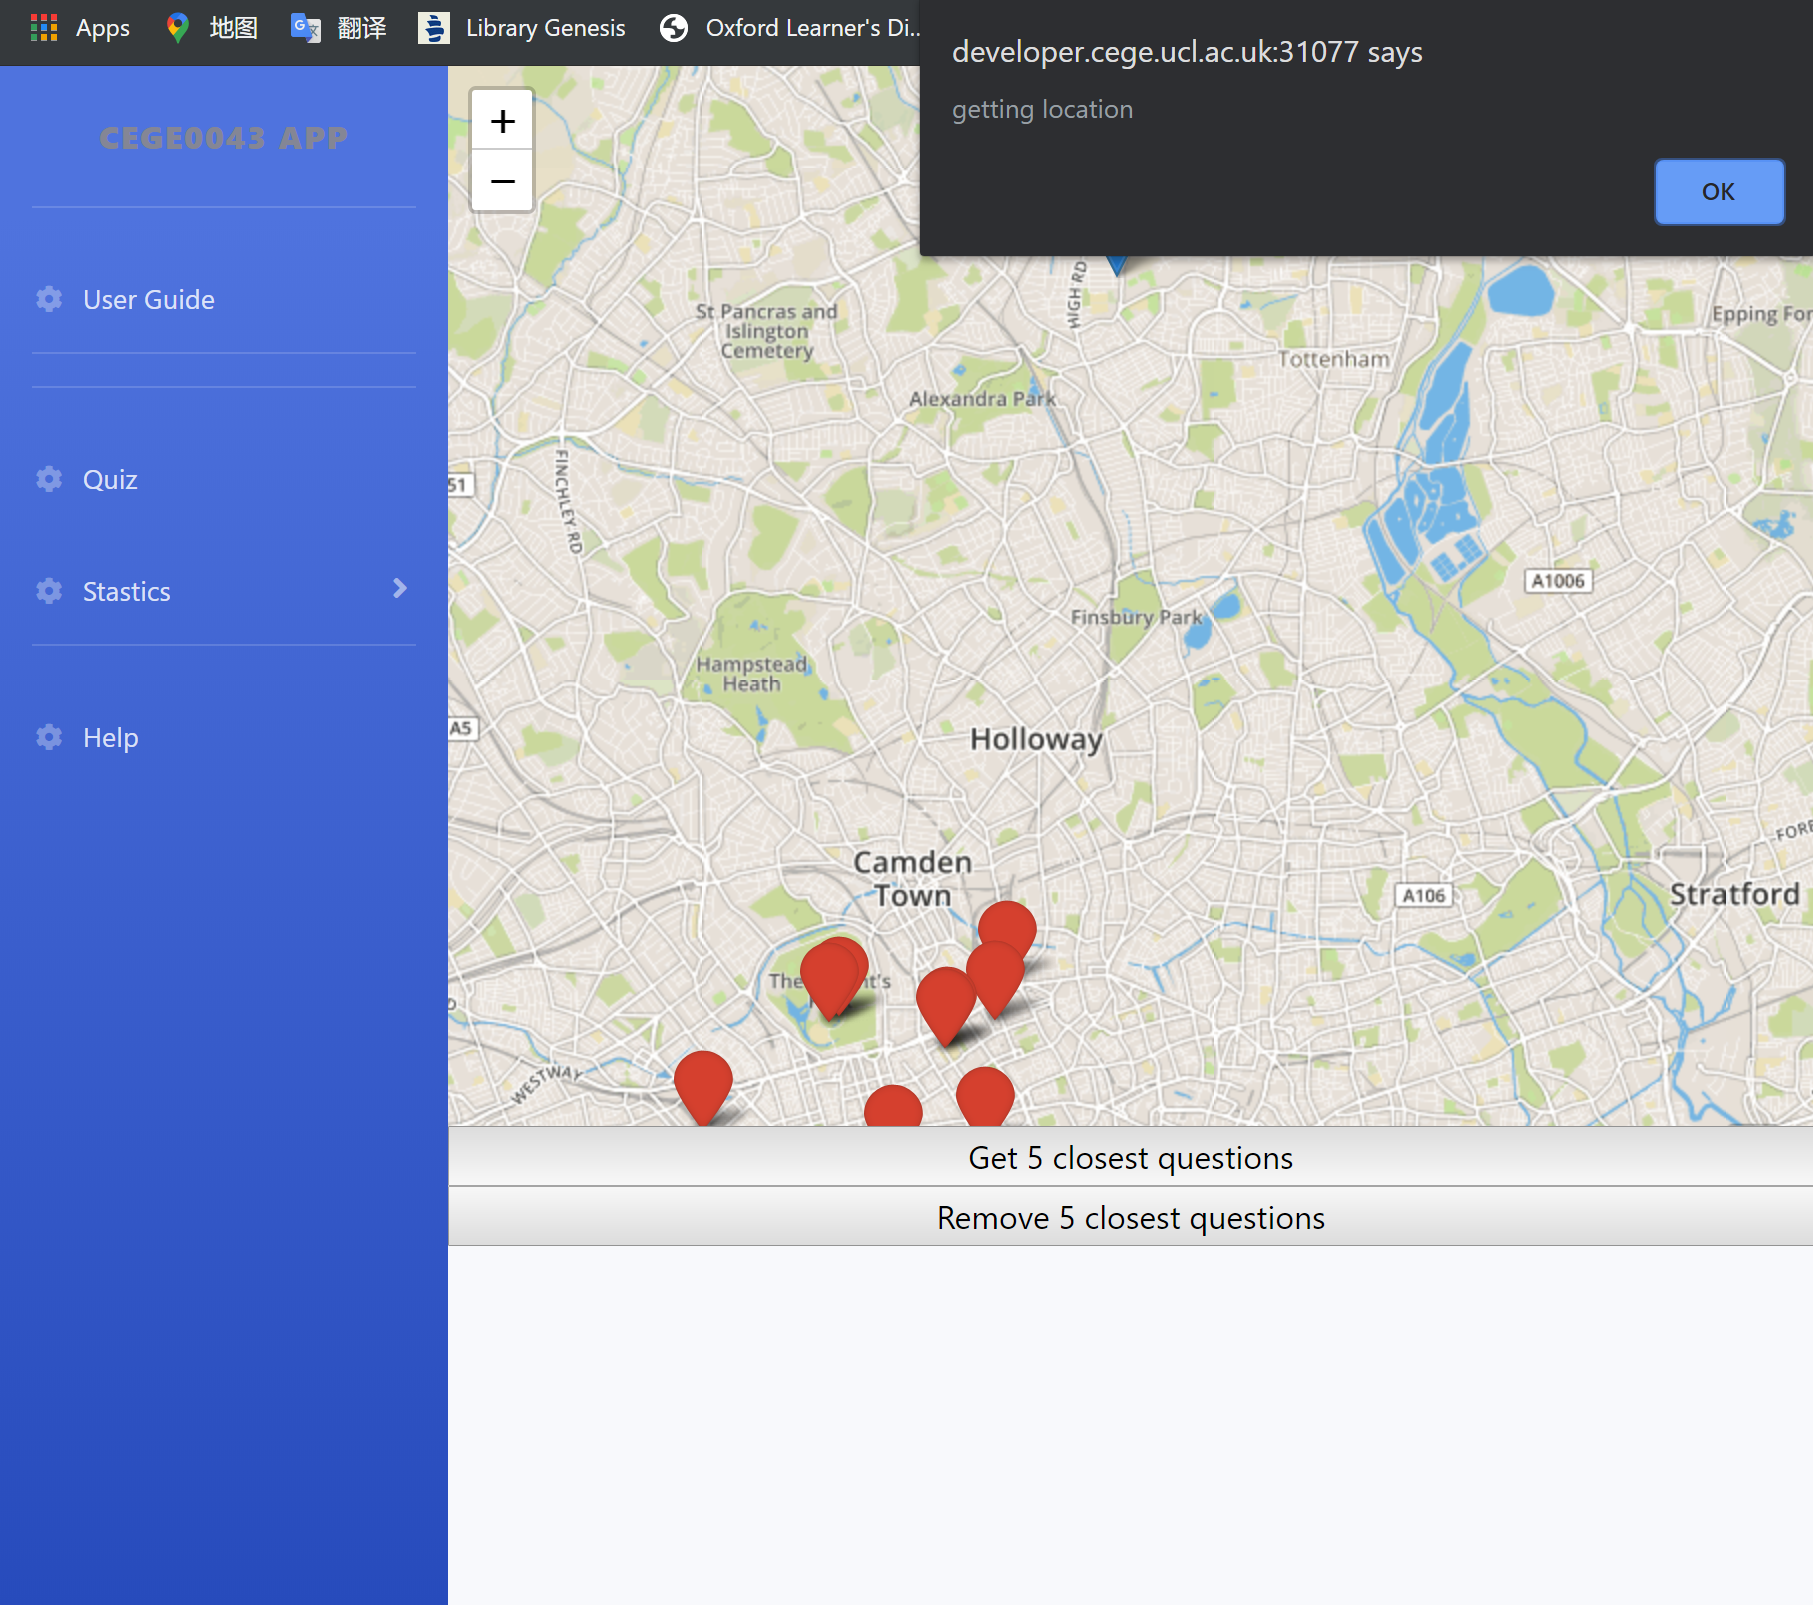 Apps
地图
翻译
Library Genesis
Oxford Learner's Di...
developer.cege.ucl.ac.uk:31077 says
getting location
OK
CEGE0043 APP
User Guide
Quiz
Stastics
Help
+
−
HIGH RD
St Pancras and
Islington
Cemetery
Epping For
Tottenham
Alexandra Park
FINCHLEY RD
51
A1006
Finsbury Park
Hampstead
Heath
A5
Holloway
FORE
Camden
Town
A106
Stratford
The
t's
WESTWAY
Get 5 closest questions
Remove 5 closest questions